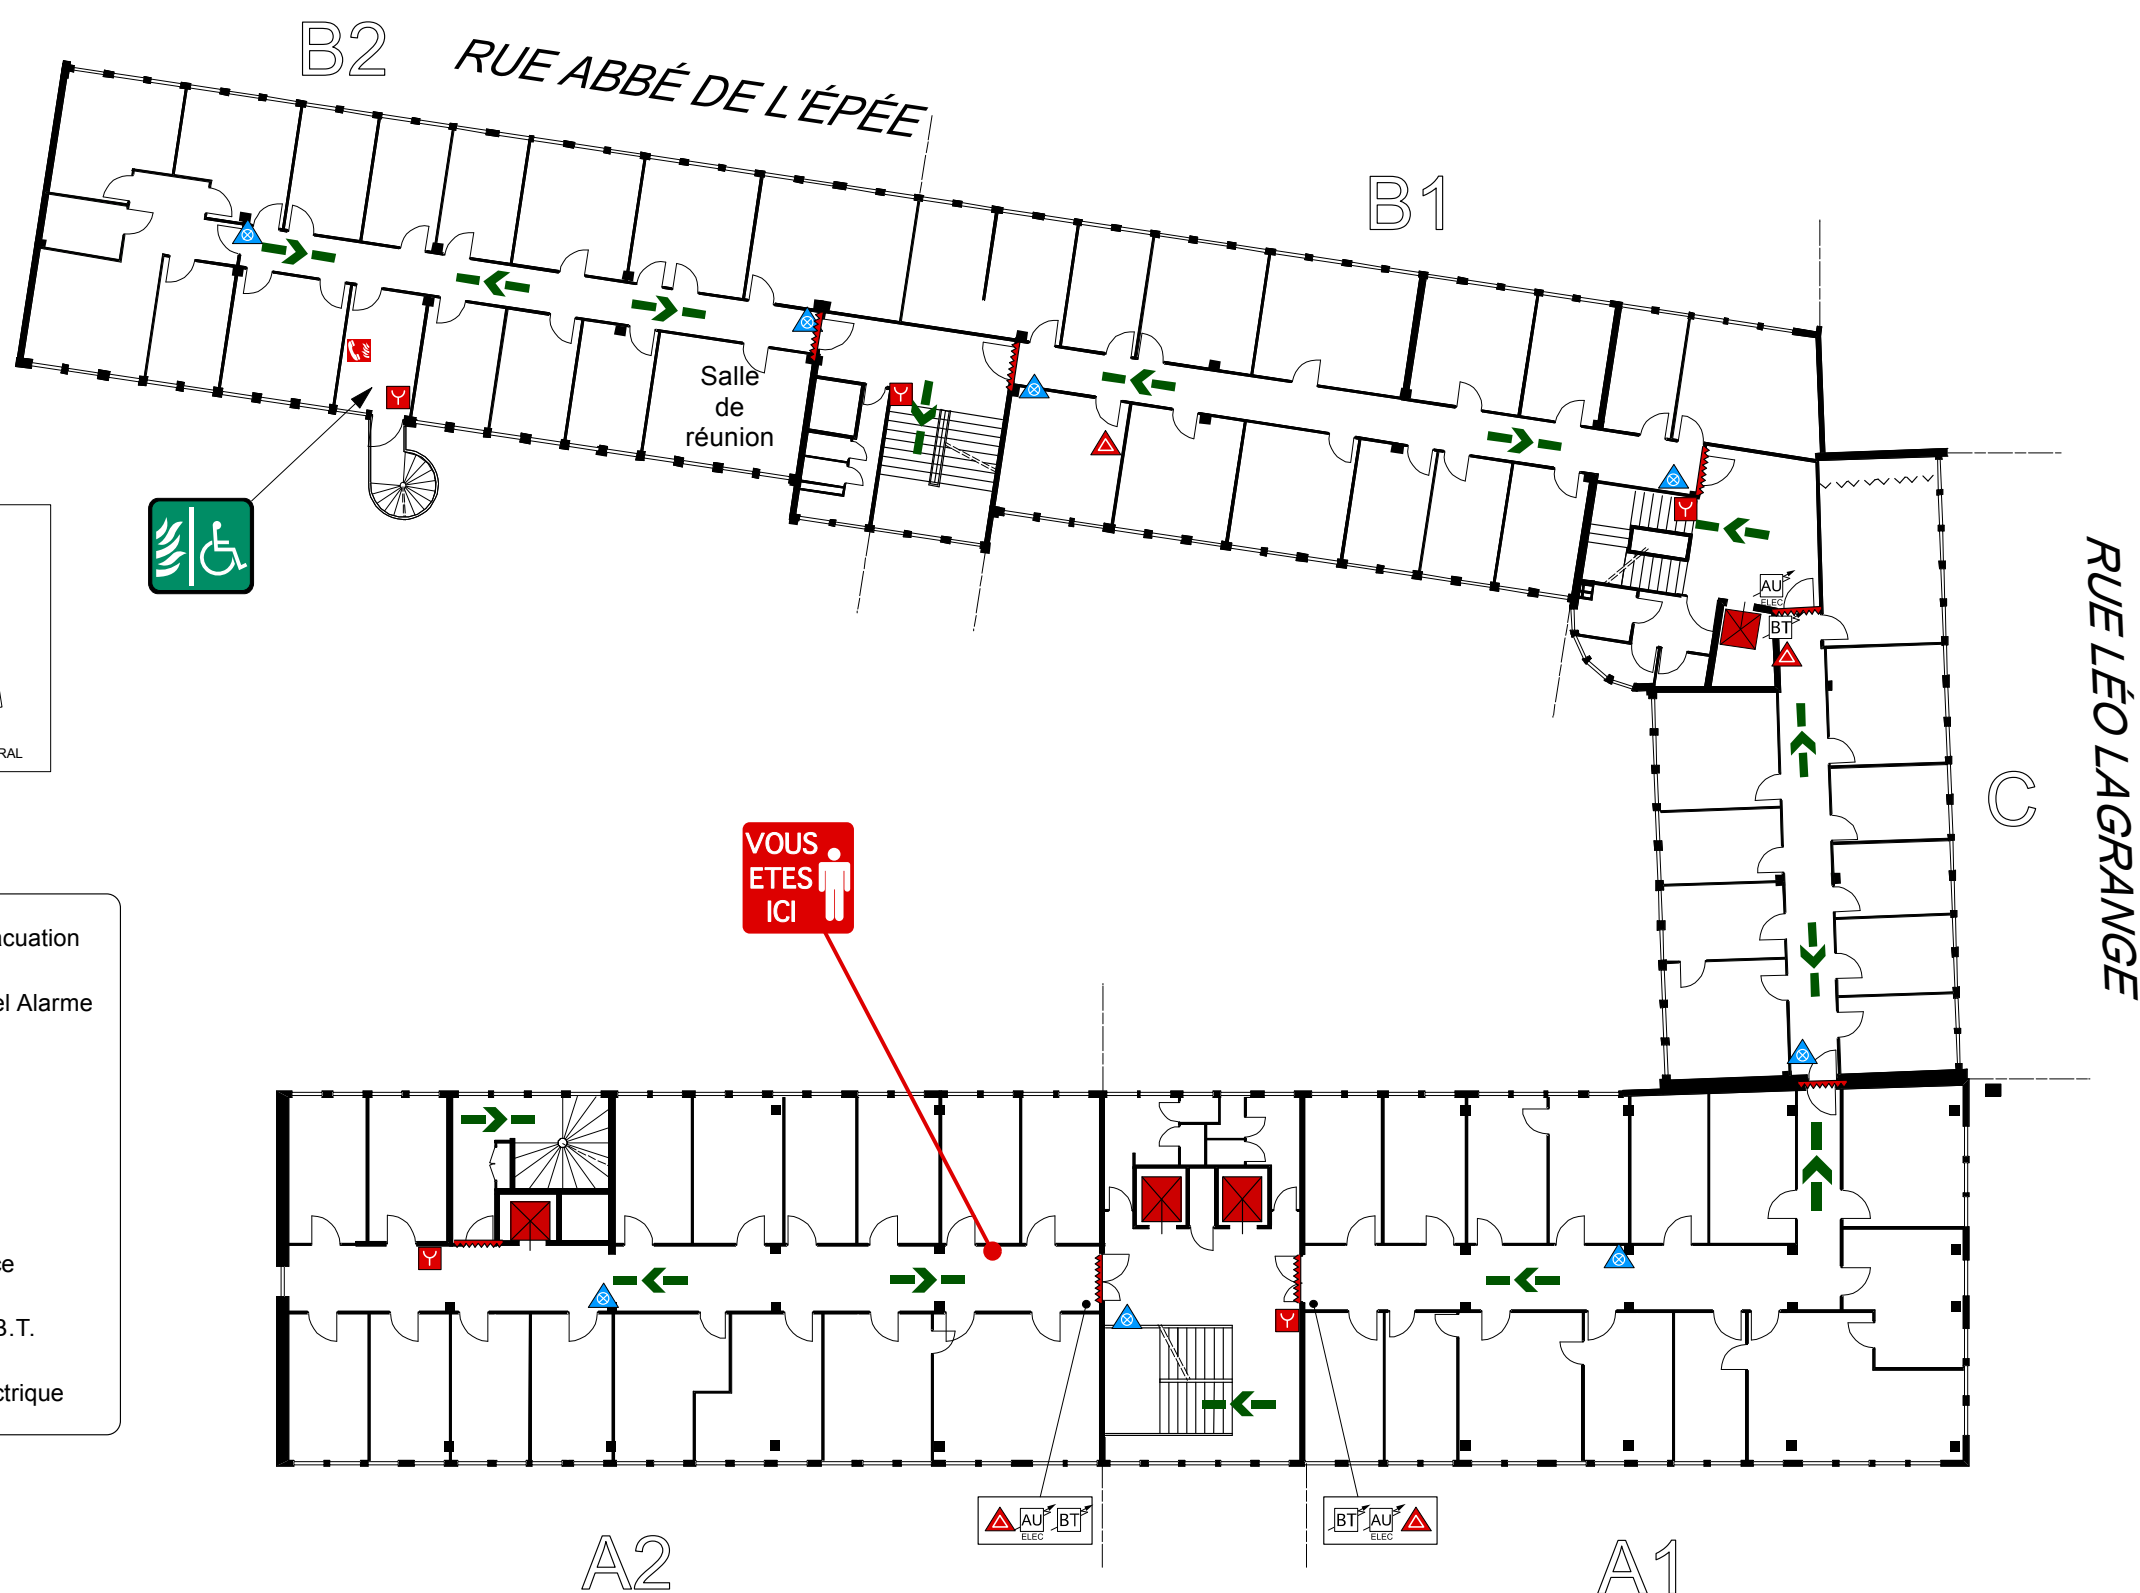 B2
RUE ABBÉ DE L'ÉPÉE
B1
Salle
de
réunion
AU
ELEC
BT
RUE LÉO LAGRANGE
C
RAL
VOUS
ETES
ICI
cuation
el Alarme
ce
B.T.
ctrique
AU
ELEC
BT
BT
AU
ELEC
A2
A1